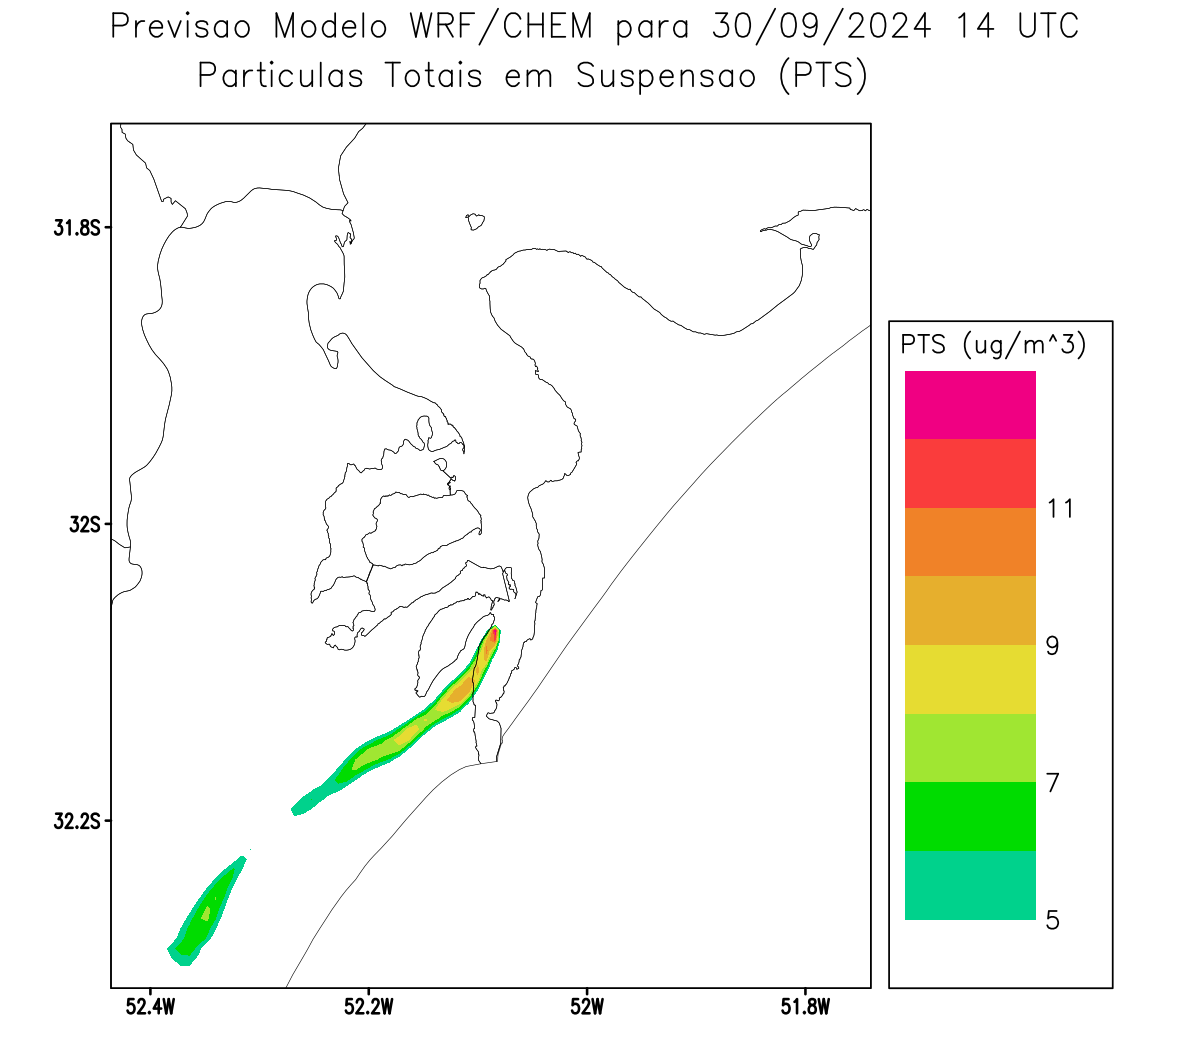 Previsao Modelo WRF/CHEM para 30/09/2024 14 UTC
Particulas Totais em Suspensao (PTS)
31.8S
32S
32.2S
52.4W
52.2W
52W
51.8W
PTS (ug/m^3)
11
9
7
5